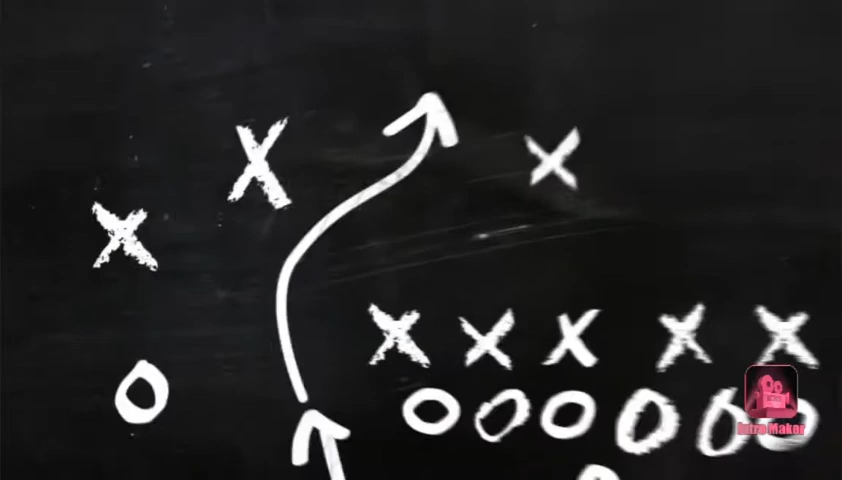 X
X X
X
X X X X X
O O O O O O O
Intro Maker